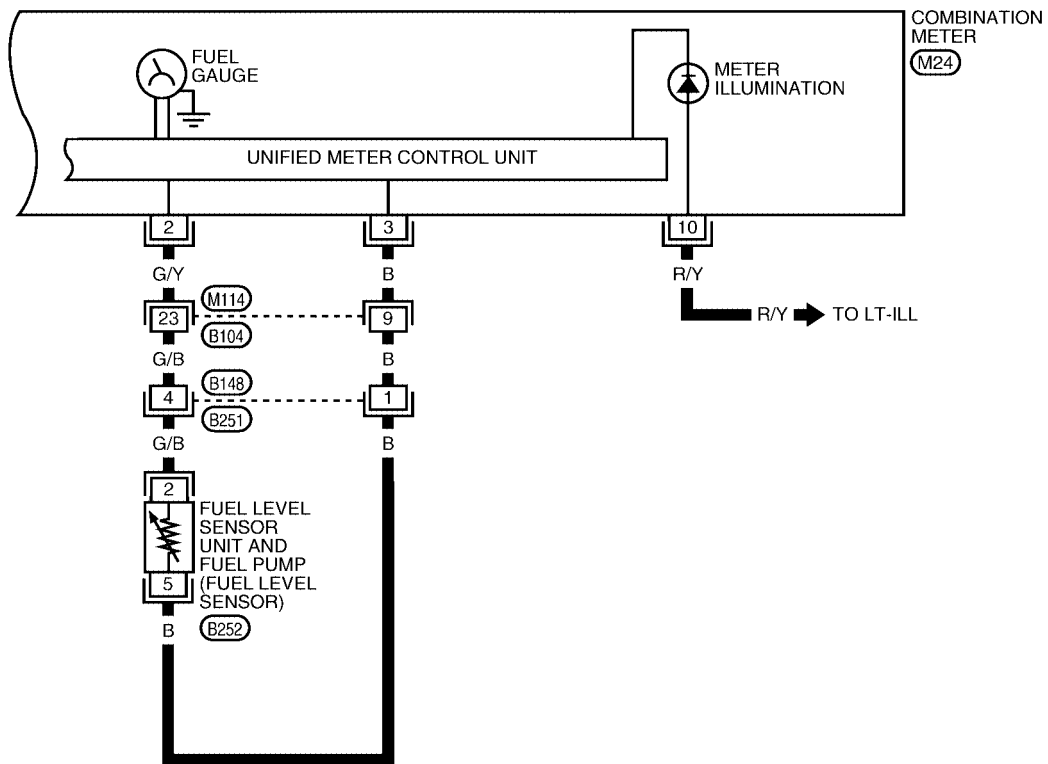 COMBINATION
METER
M24
FUEL
GAUGE
METER
ILLUMINATION
UNIFIED METER CONTROL UNIT
2
3
10
G/Y
B
R/Y
M114
23
9
R/Y
TO LT-ILL
B104
G/B
B
B148
4
1
B251
G/B
B
2
FUEL LEVEL
SENSOR
UNIT AND
FUEL PUMP
(FUEL LEVEL
SENSOR)
5
B
B252